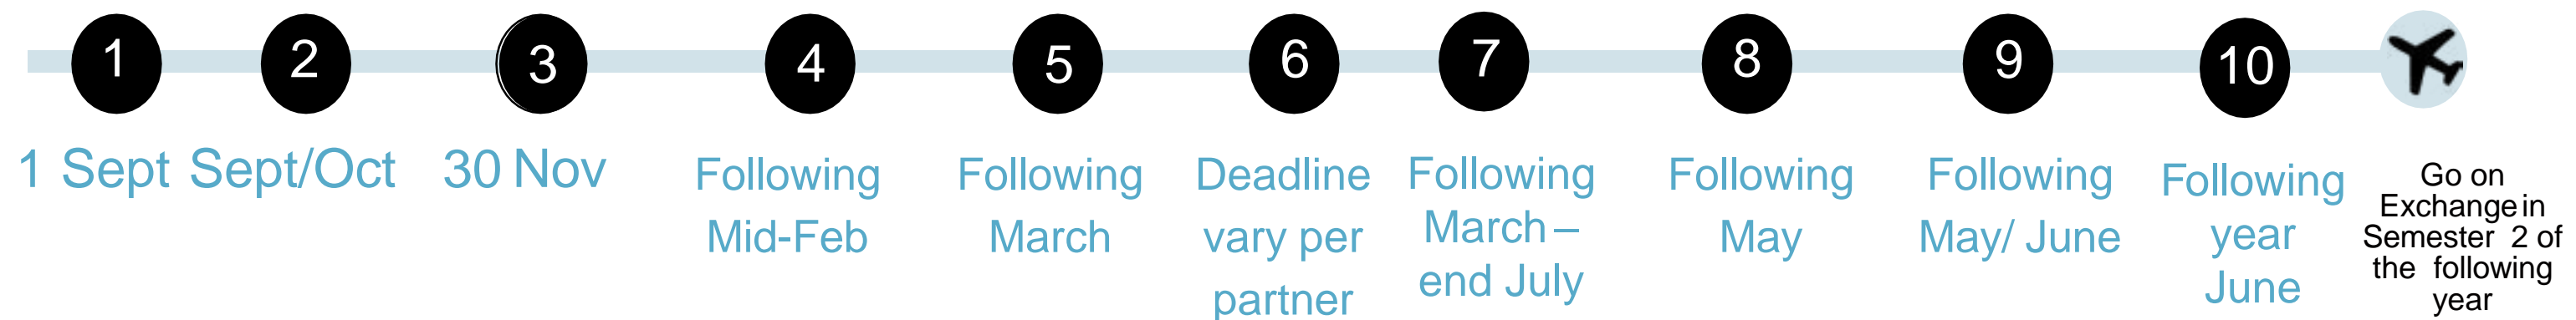 1 2 3 4 5 6 7 8 9 10
1 Sept
Sept/Oct
30 Nov
Following
Mid-Feb
Following
March
Deadline
vary per
partner
Following
March –
end July
Following
May
Following
May/ June
Following
year
June
Go on
Exchange in
Semester 2 of
the following
year